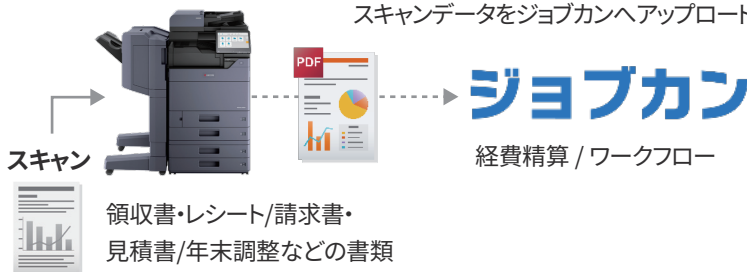 スキャンデータをジョブカンへアップロード
PDF
ジョブカン
スキャン
経費精算 / ワークフロー
領収書・レシート/請求書・
見積書/年末調整などの書類